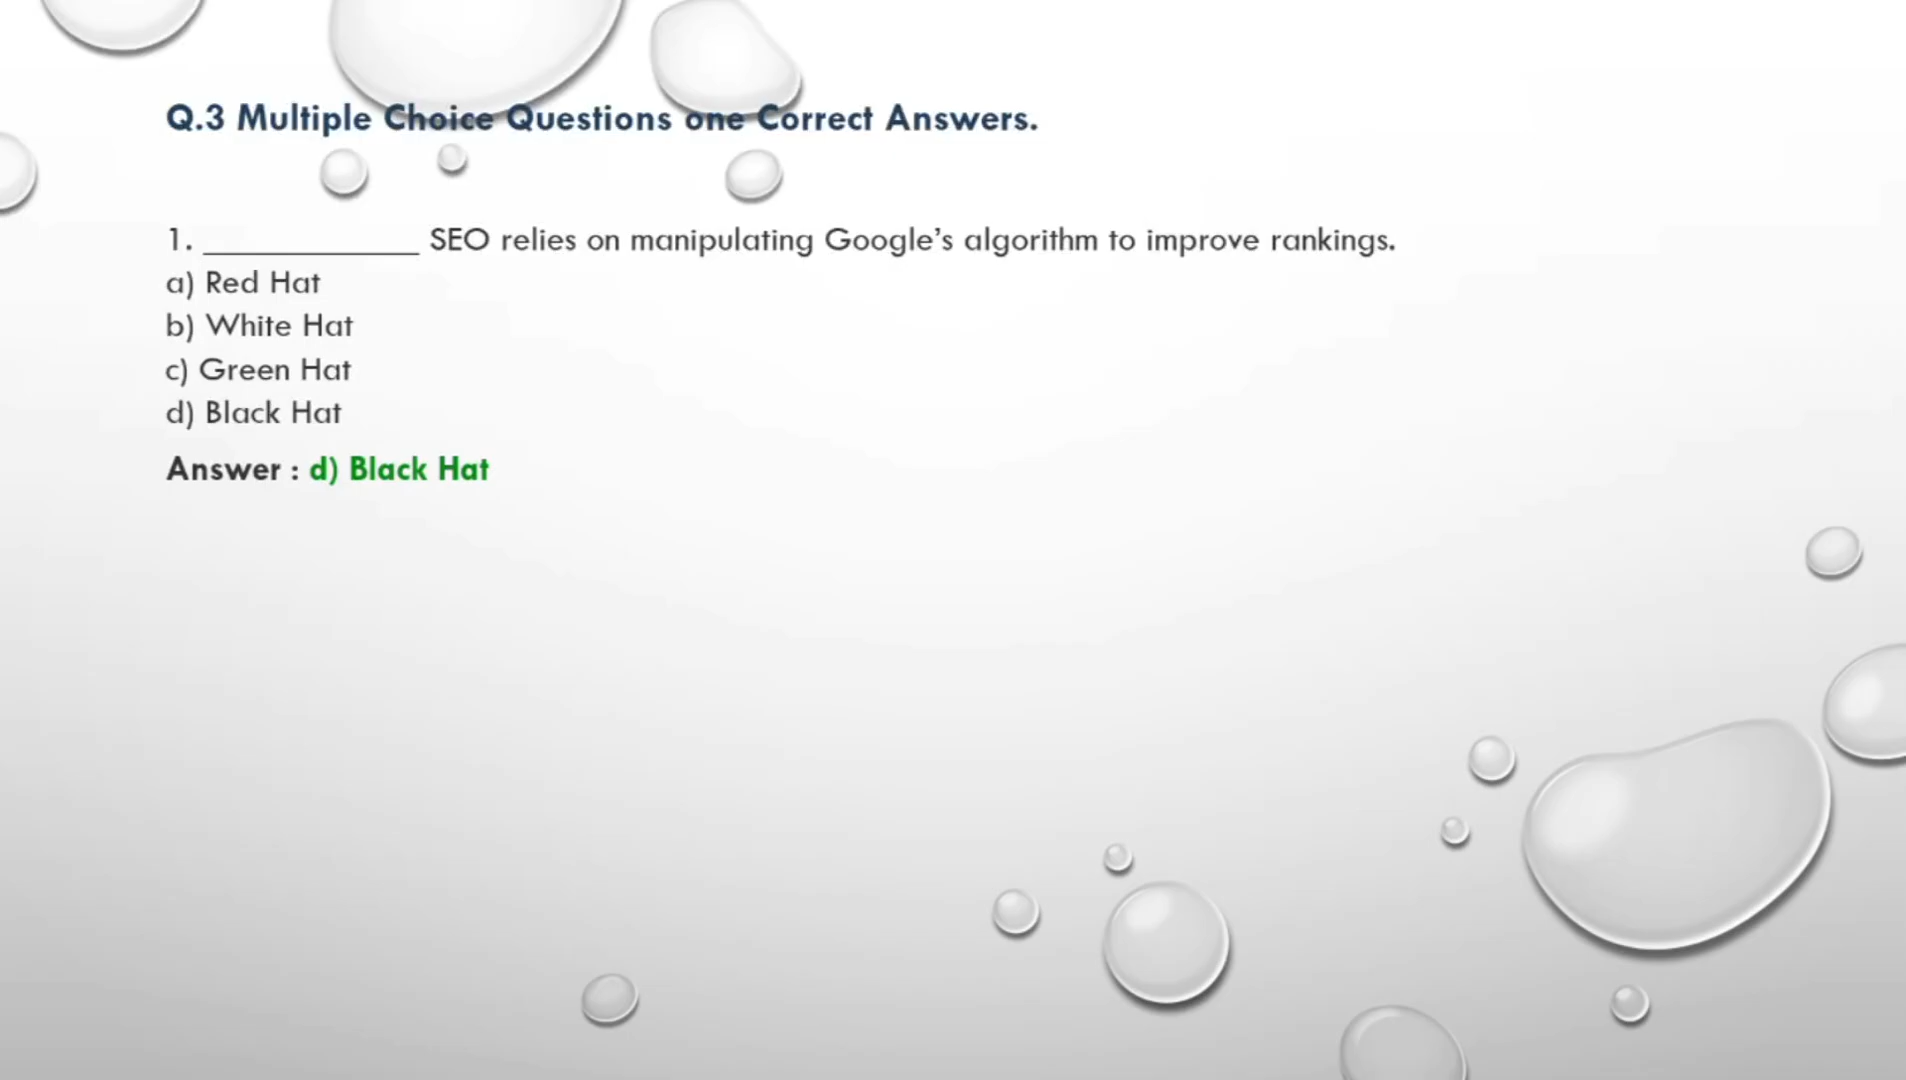 Q.3 Multiple Choice Questions one Correct Answers.
1. ____________ SEO relies on manipulating Google’s algorithm to improve rankings.
a) Red Hat
b) White Hat
c) Green Hat
d) Black Hat
Answer : d) Black Hat